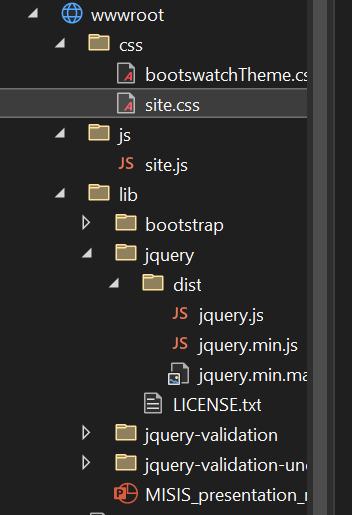 wwwroot
css
bootswatchTheme.cs
site.css
js
JS site.js
lib
bootstrap
jquery
dist
JS jquery.js
JS jquery.min.js
jquery.min.ma
LICENSE.txt
jquery-validation
jquery-validation-uno
MISIS_presentation_